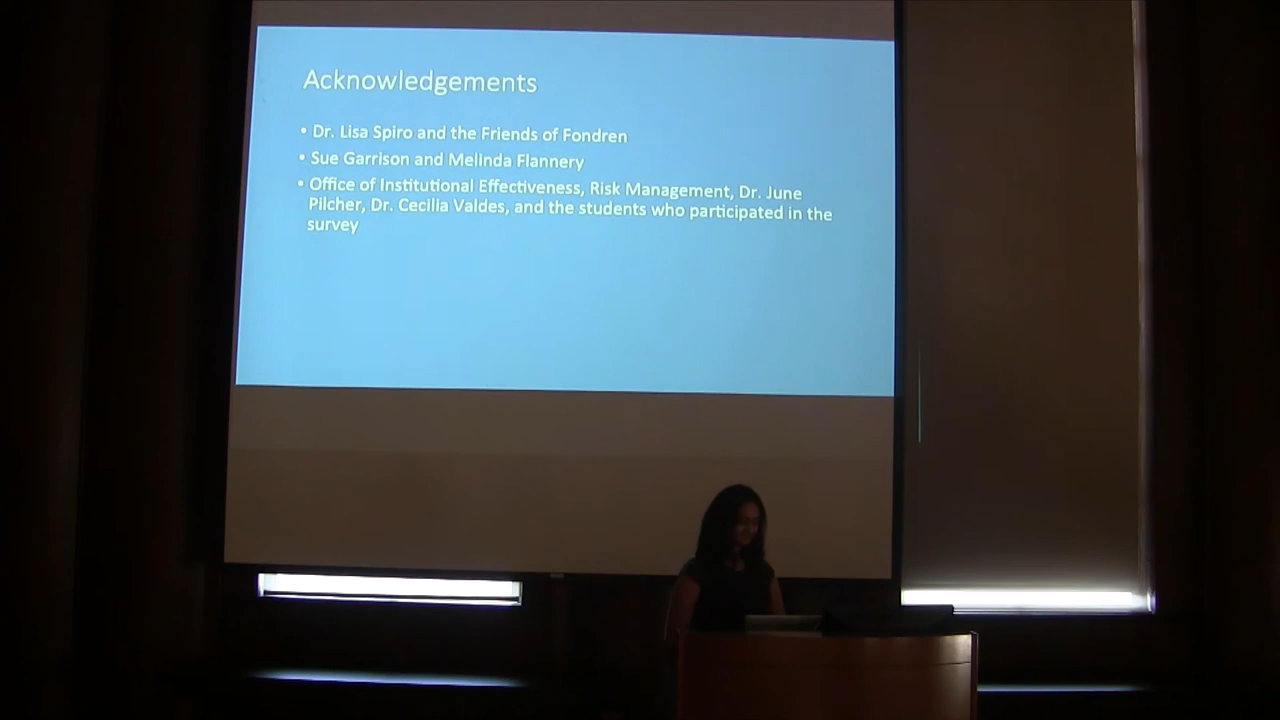 Acknowledgements
• Dr. Lisa Spiro and the Friends of Fondren
• Sue Garrison and Melinda Flannery
• Office of Institutional Effectiveness, Risk Management, Dr. June
Pilcher, Dr. Cecilia Valdes, and the students who participated in the
survey